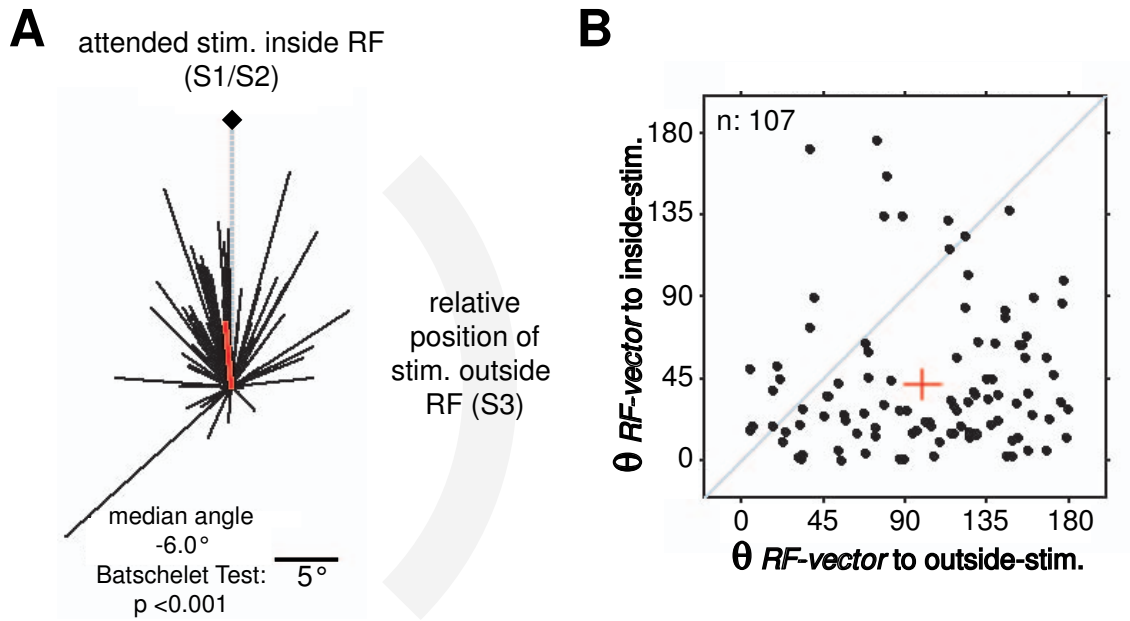 A
attended stim. inside RF
(S1/S2)
relative
position of
stim. outside
RF (S3)
median angle
-6.0°
Batschelet Test:
p <0.001
5°
B
n: 107
180
135
90
45
0
θ RF-vector to inside-stim.
0 45 90 135 180
θ RF-vector to outside-stim.